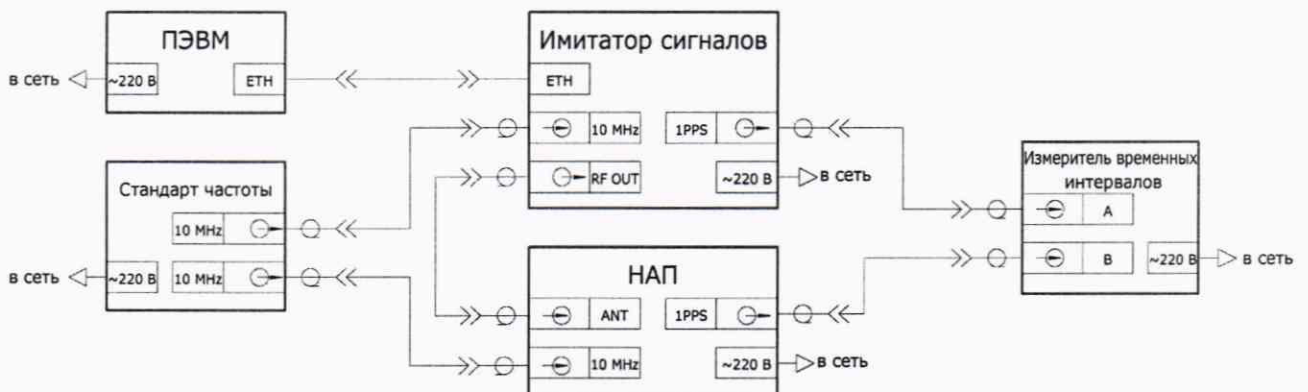 ПЭВМ
в сеть
~220 В
ETH
Имитатор сигналов
ETH
10 MHz
1PPS
RF OUT
~220 В
в сеть
Стандарт частоты
10 MHz
в сеть
~220 В
10 MHz
НАП
ANT
1PPS
10 MHz
~220 В
в сеть
Измеритель временных
интервалов
A
B
~220 В
в сеть